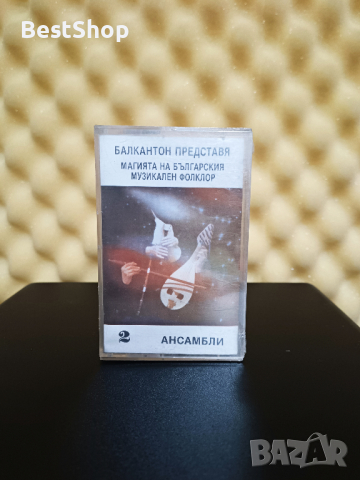 BestShop
БАЛКАНТОН ПРЕДСТАВЯ
МАГИЯТА НА БЪЛГАРСКИЯ
МУЗИКАЛЕН ФОЛКЛОР
2 АНСАМБЛИ
BAZAR